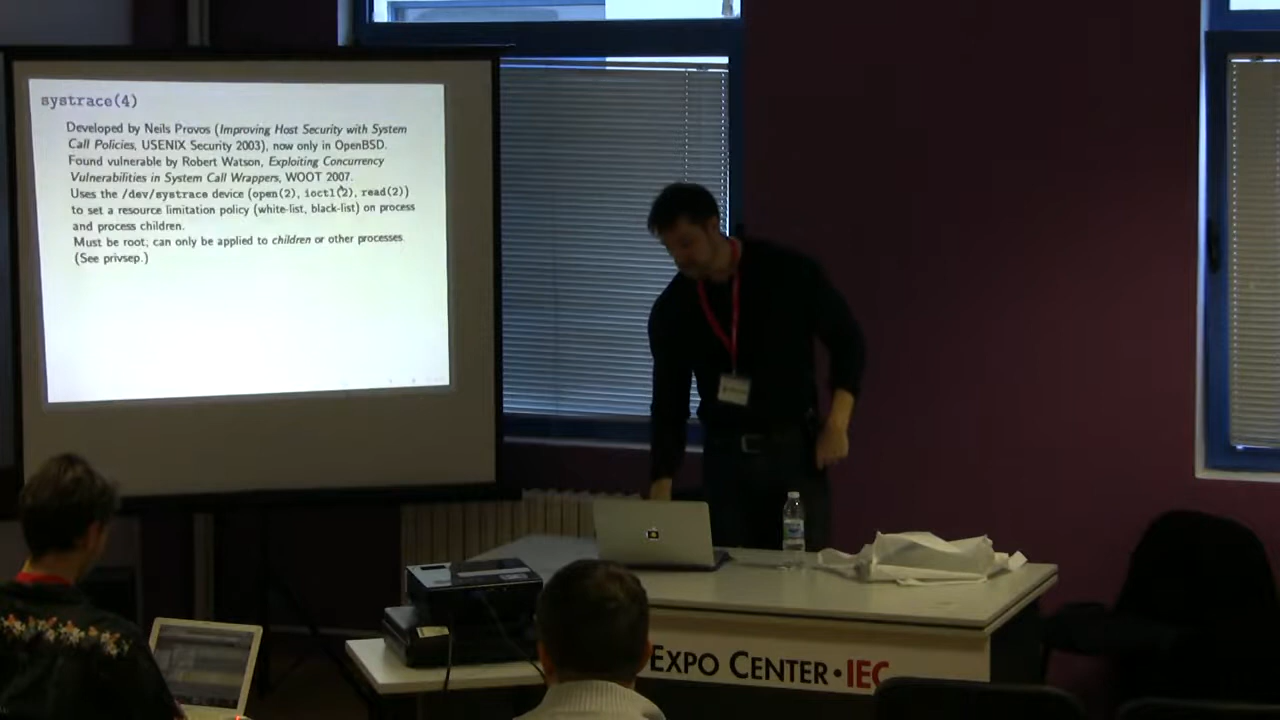 systrace(4)
Developed by Neils Provos (Improving Host Security with System
Call Policies, USENIX Security 2003), now only in OpenBSD.
Found vulnerable by Robert Watson, Exploiting Concurrency
Vulnerabilities in System Call Wrappers, WOOT 2007.
Uses the /dev/systrace device (open(2), ioctl(2), read(2))
to set a resource limitation policy (white-list, black-list) on process
and process children.
Must be root; can only be applied to children or other processes.
(See privsep.)
EXPO CENTER · IEC